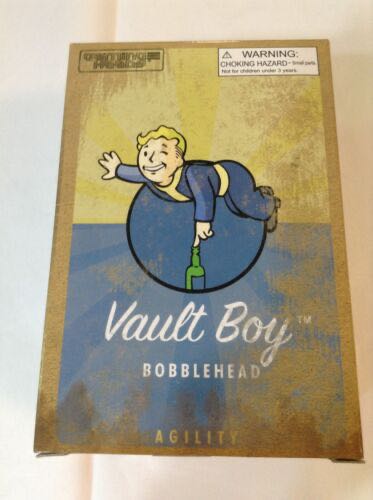 WARNING:
CHOKING HAZARD - Small parts.
Not for children under 3 years.
Vault Boy™
BOBBLEHEAD
AGILITY